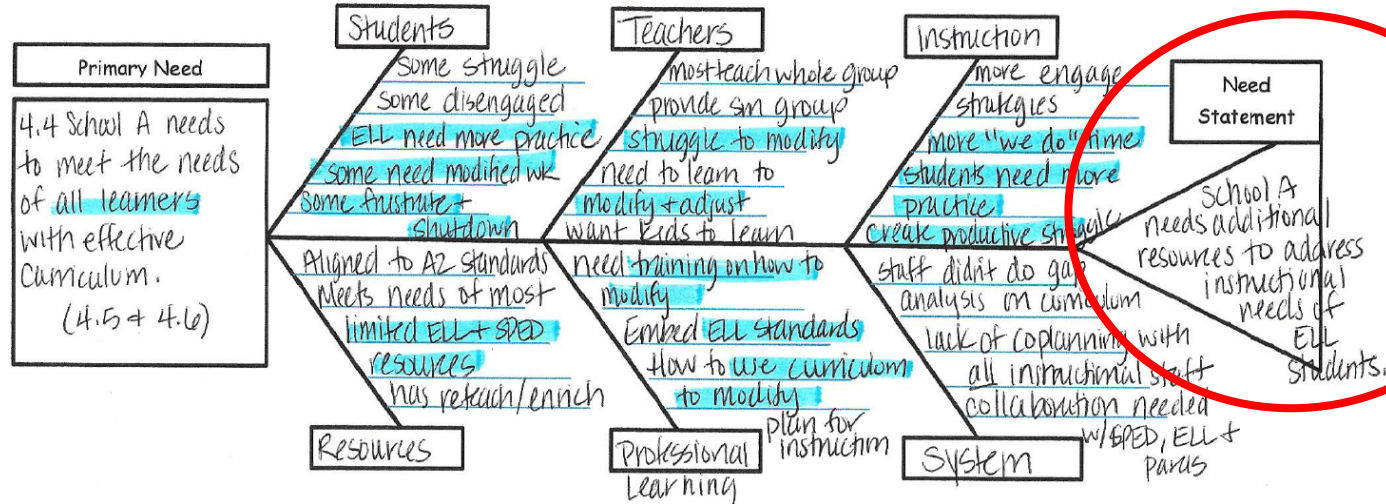 Primary Need
4.4 School A needs
to meet the needs
of all learners
with effective
Curriculum.
(4.5 & 4.6)
Students
Some struggle
some disengaged
ELL need more practice
some need modified wk
Some frustrate +
shutdown
Teachers
most teach whole group
provide sm group
struggle to modify
need to learn to
modify + adjust
want kids to learn
Instruction
more engage
strategies
more "we do" time
students need more
practice
create productive struggle
Need
Statement
School A
needs additional
resources to address
instructional
needs of
ELL
students.
Aligned to AZ standards
Meets needs of most
limited ELL + SPED
resources
has reteach/enrich
Resources
need training on how to
modify
Embed ELL standards
How to use curriculum
to modify
plan for
instruction
Professional
Learning
staff didn't do gap
analysis on curriculum
lack of coplanning with
all instructional staff
collaboration needed
w/SPED, ELL +
paras
System